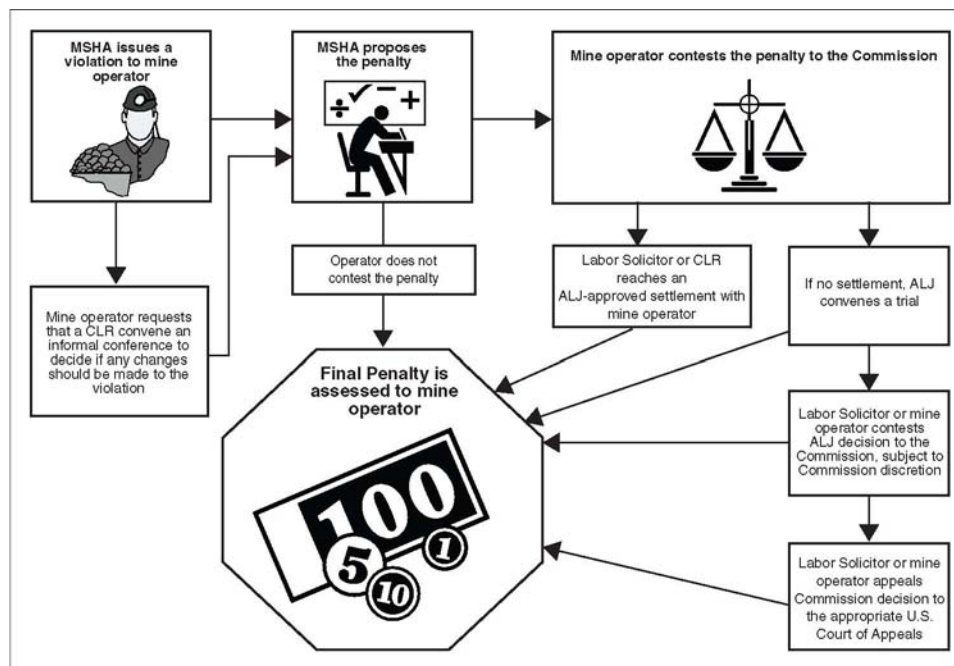 MSHA issues a
violation to mine
operator
MSHA proposes
the penalty
÷ ✓ − +
Mine operator contests the penalty to the Commission
Mine operator requests
that a CLR convene an
informal conference to
decide if any changes
should be made to the
violation
Operator does not
contest the penalty
Labor Solicitor or CLR
reaches an
ALJ-approved settlement with
mine operator
If no settlement, ALJ
convenes a trial
Final Penalty is
assessed to mine
operator
100
5
10
1
Labor Solicitor or mine
operator contests
ALJ decision to the
Commission, subject to
Commission discretion
Labor Solicitor or mine
operator appeals
Commission decision to
the appropriate U.S.
Court of Appeals